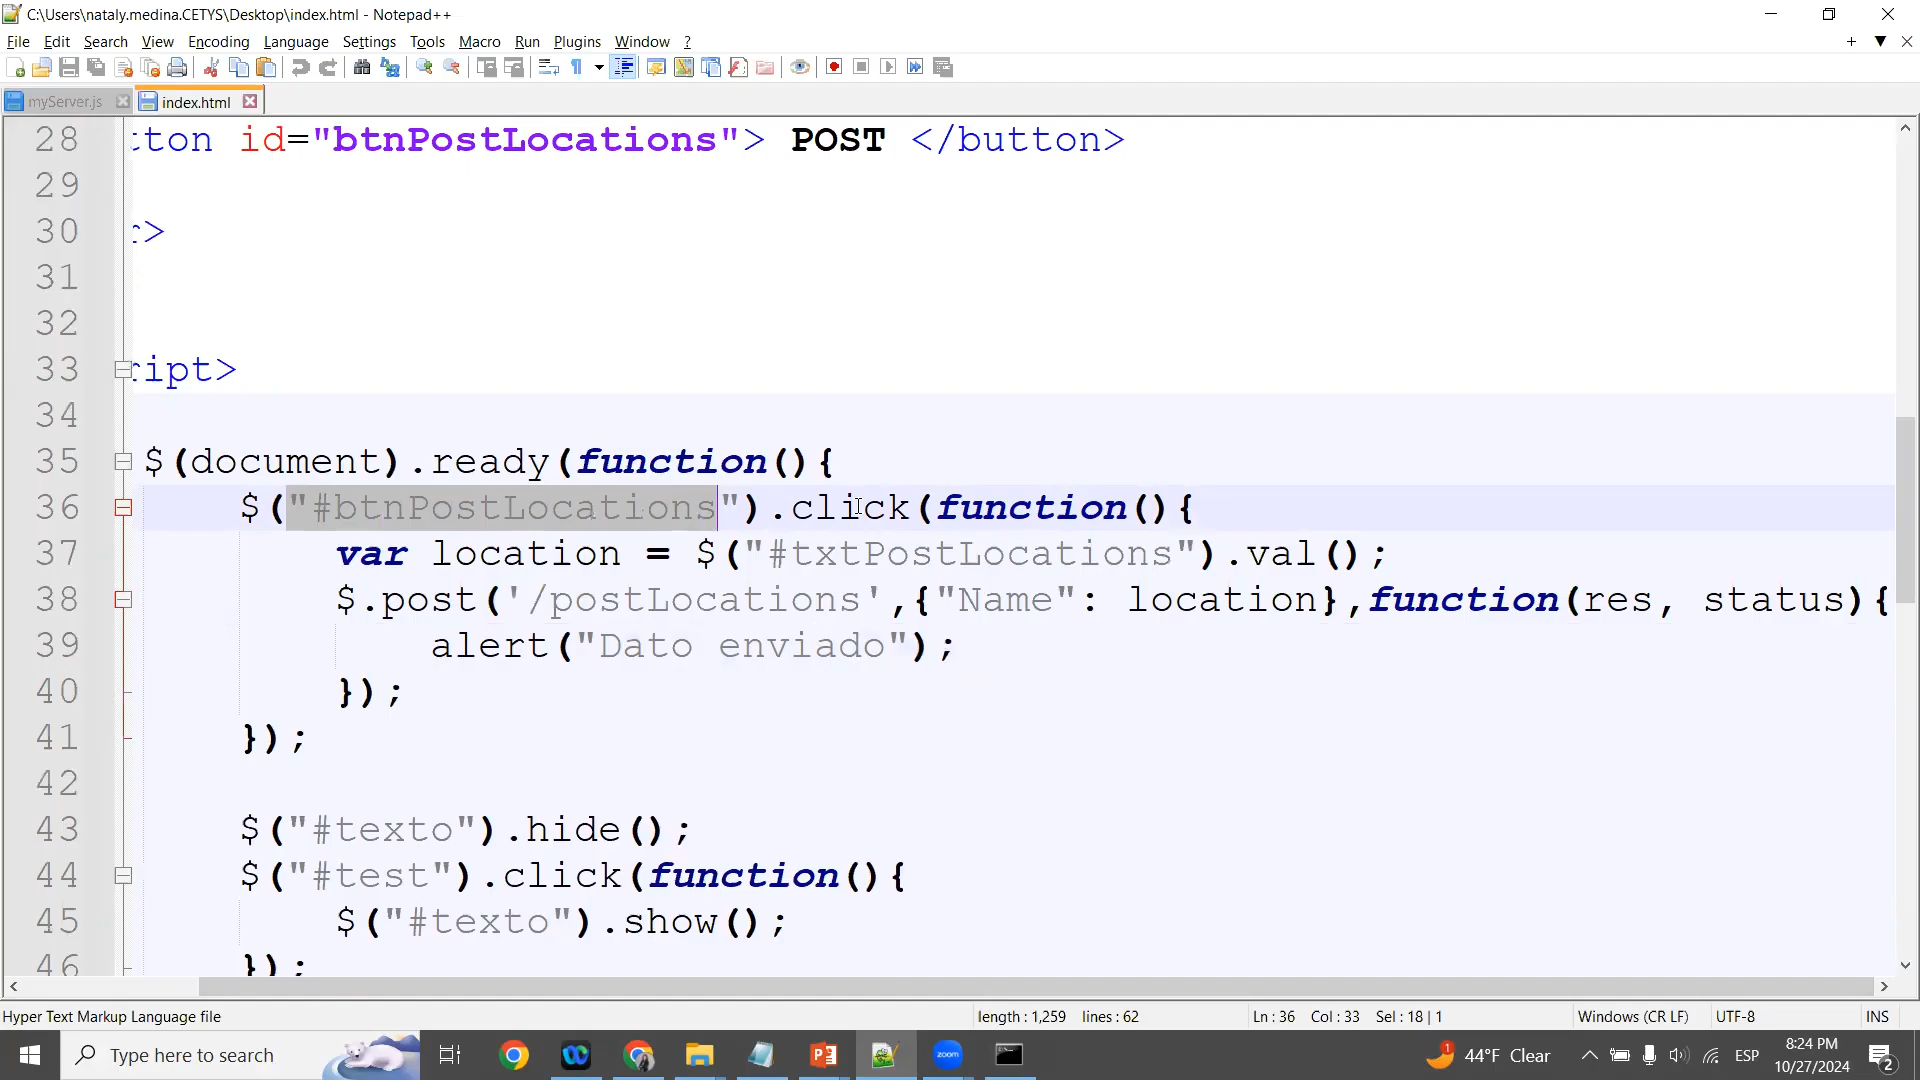 C:\Users\nataly.medina.CETYS\Desktop\index.html - Notepad++
File Edit Search View Encoding Language Settings Tools Macro Run Plugins Window ?
myServer.js index.html
28 tton id="btnPostLocations"> POST </button>
29
30 r>
31
32
33 ript>
34
35 $(document).ready(function(){
36 $("#btnPostLocations").click(function(){
37 var location = $("#txtPostLocations").val();
38 $.post('/postLocations',{"Name": location},function(res, status){
39 alert("Dato enviado");
40 });
41 });
42
43 $("#texto").hide();
44 $("#test").click(function(){
45 $("#texto").show();
46 });
Hyper Text Markup Language file length : 1,259 lines : 62 Ln : 36 Col : 33 Sel : 18 | 1 Windows (CR LF) UTF-8 INS
Type here to search zoom 1 44°F Clear ESP 8:24 PM 10/27/2024 2